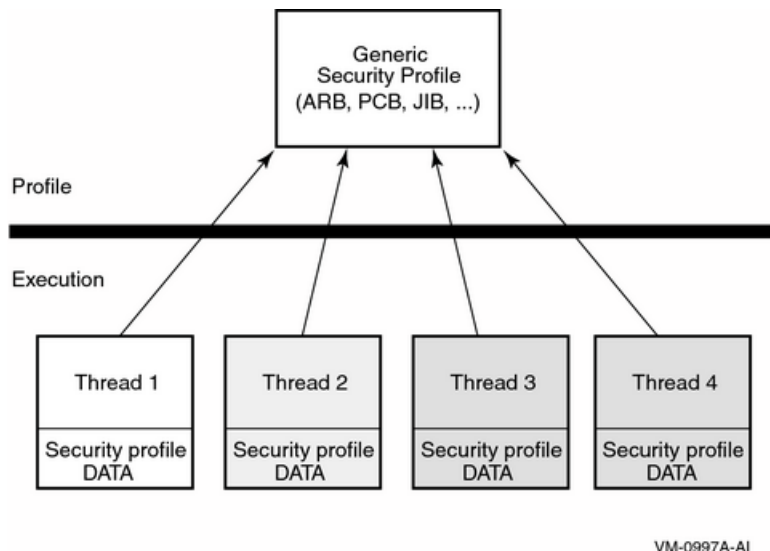 Generic
Security Profile
(ARB, PCB, JIB, ...)
Profile
Execution
Thread 1
Thread 2
Thread 3
Thread 4
Security profile
DATA
Security profile
DATA
Security profile
DATA
Security profile
DATA
VM-0997A-AI